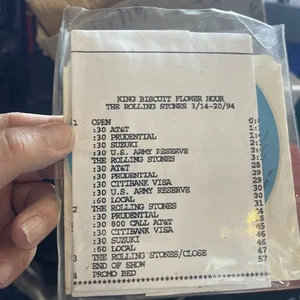 KING BISCUIT FLOWER HOUR
THE ROLLING STONES 3/14-20/94
1 OPEN
:30 AT&T
:30 PRUDENTIAL
:30 SUZUKI
:30 U.S. ARMY RESERVE
THE ROLLING STONES
:30 AT&T
:30 PRUDENTIAL
:30 CITIBANK VISA
:30 U.S. ARMY RESERVE
:60 LOCAL
2 THE ROLLING STONES
:30 PRUDENTIAL
:30 800 CALL AT&T
:30 CITIBANK VISA
:30 SUZUKI
:60 LOCAL
3 THE ROLLING STONES/CLOSE
END OF SHOW
4 PROMO BED